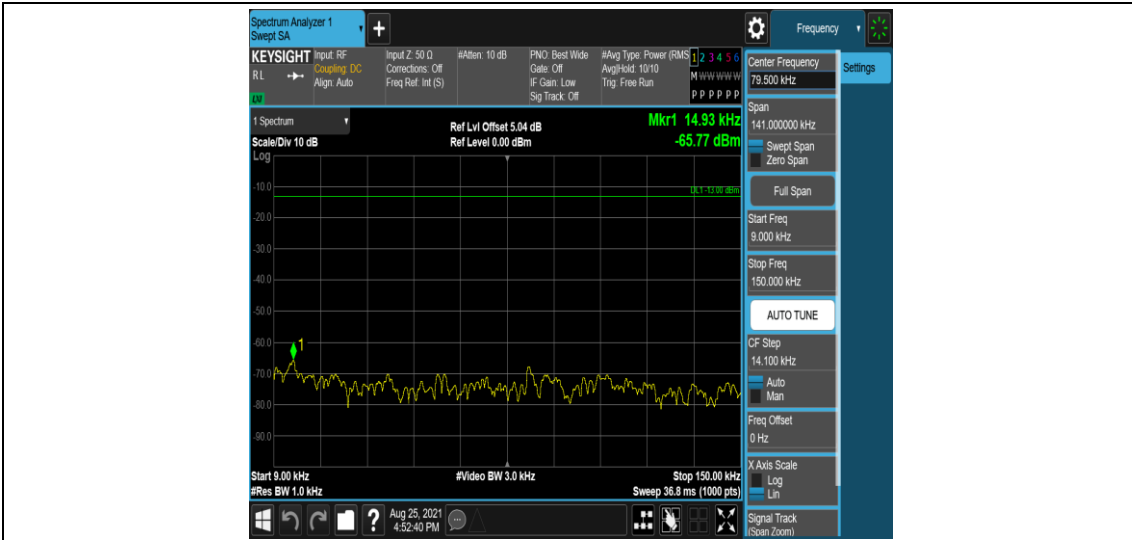 Spectrum Analyzer 1
Swept SA
+
Frequency
KEYSIGHT
RL
LXI
Input: RF
Coupling: DC
Align: Auto
Input Z: 50 Ω
Corrections: Off
Freq Ref: Int (S)
#Atten: 10 dB
PNO: Best Wide
Gate: Off
IF Gain: Low
Sig Track: Off
#Avg Type: Power (RMS
Avg|Hold: 10/10
Trig: Free Run
1 2 3 4 5 6
M W W W W W
P P P P P P
1 Spectrum
Scale/Div 10 dB
Log
Ref Lvl Offset 5.04 dB
Ref Level 0.00 dBm
Mkr1 14.93 kHz
-65.77 dBm
DL1 -13.00 dBm
-10.0
-20.0
-30.0
-40.0
-50.0
-60.0
-70.0
-80.0
-90.0
1
Start 9.00 kHz
#Res BW 1.0 kHz
#Video BW 3.0 kHz
Stop 150.00 kHz
Sweep 36.8 ms (1000 pts)
Center Frequency
79.500 kHz
Settings
Span
141.000000 kHz
Swept Span
Zero Span
Full Span
Start Freq
9.000 kHz
Stop Freq
150.000 kHz
AUTO TUNE
CF Step
14.100 kHz
Auto
Man
Freq Offset
0 Hz
X Axis Scale
Log
Lin
Signal Track
(Span Zoom)
?
Aug 25, 2021
4:52:40 PM